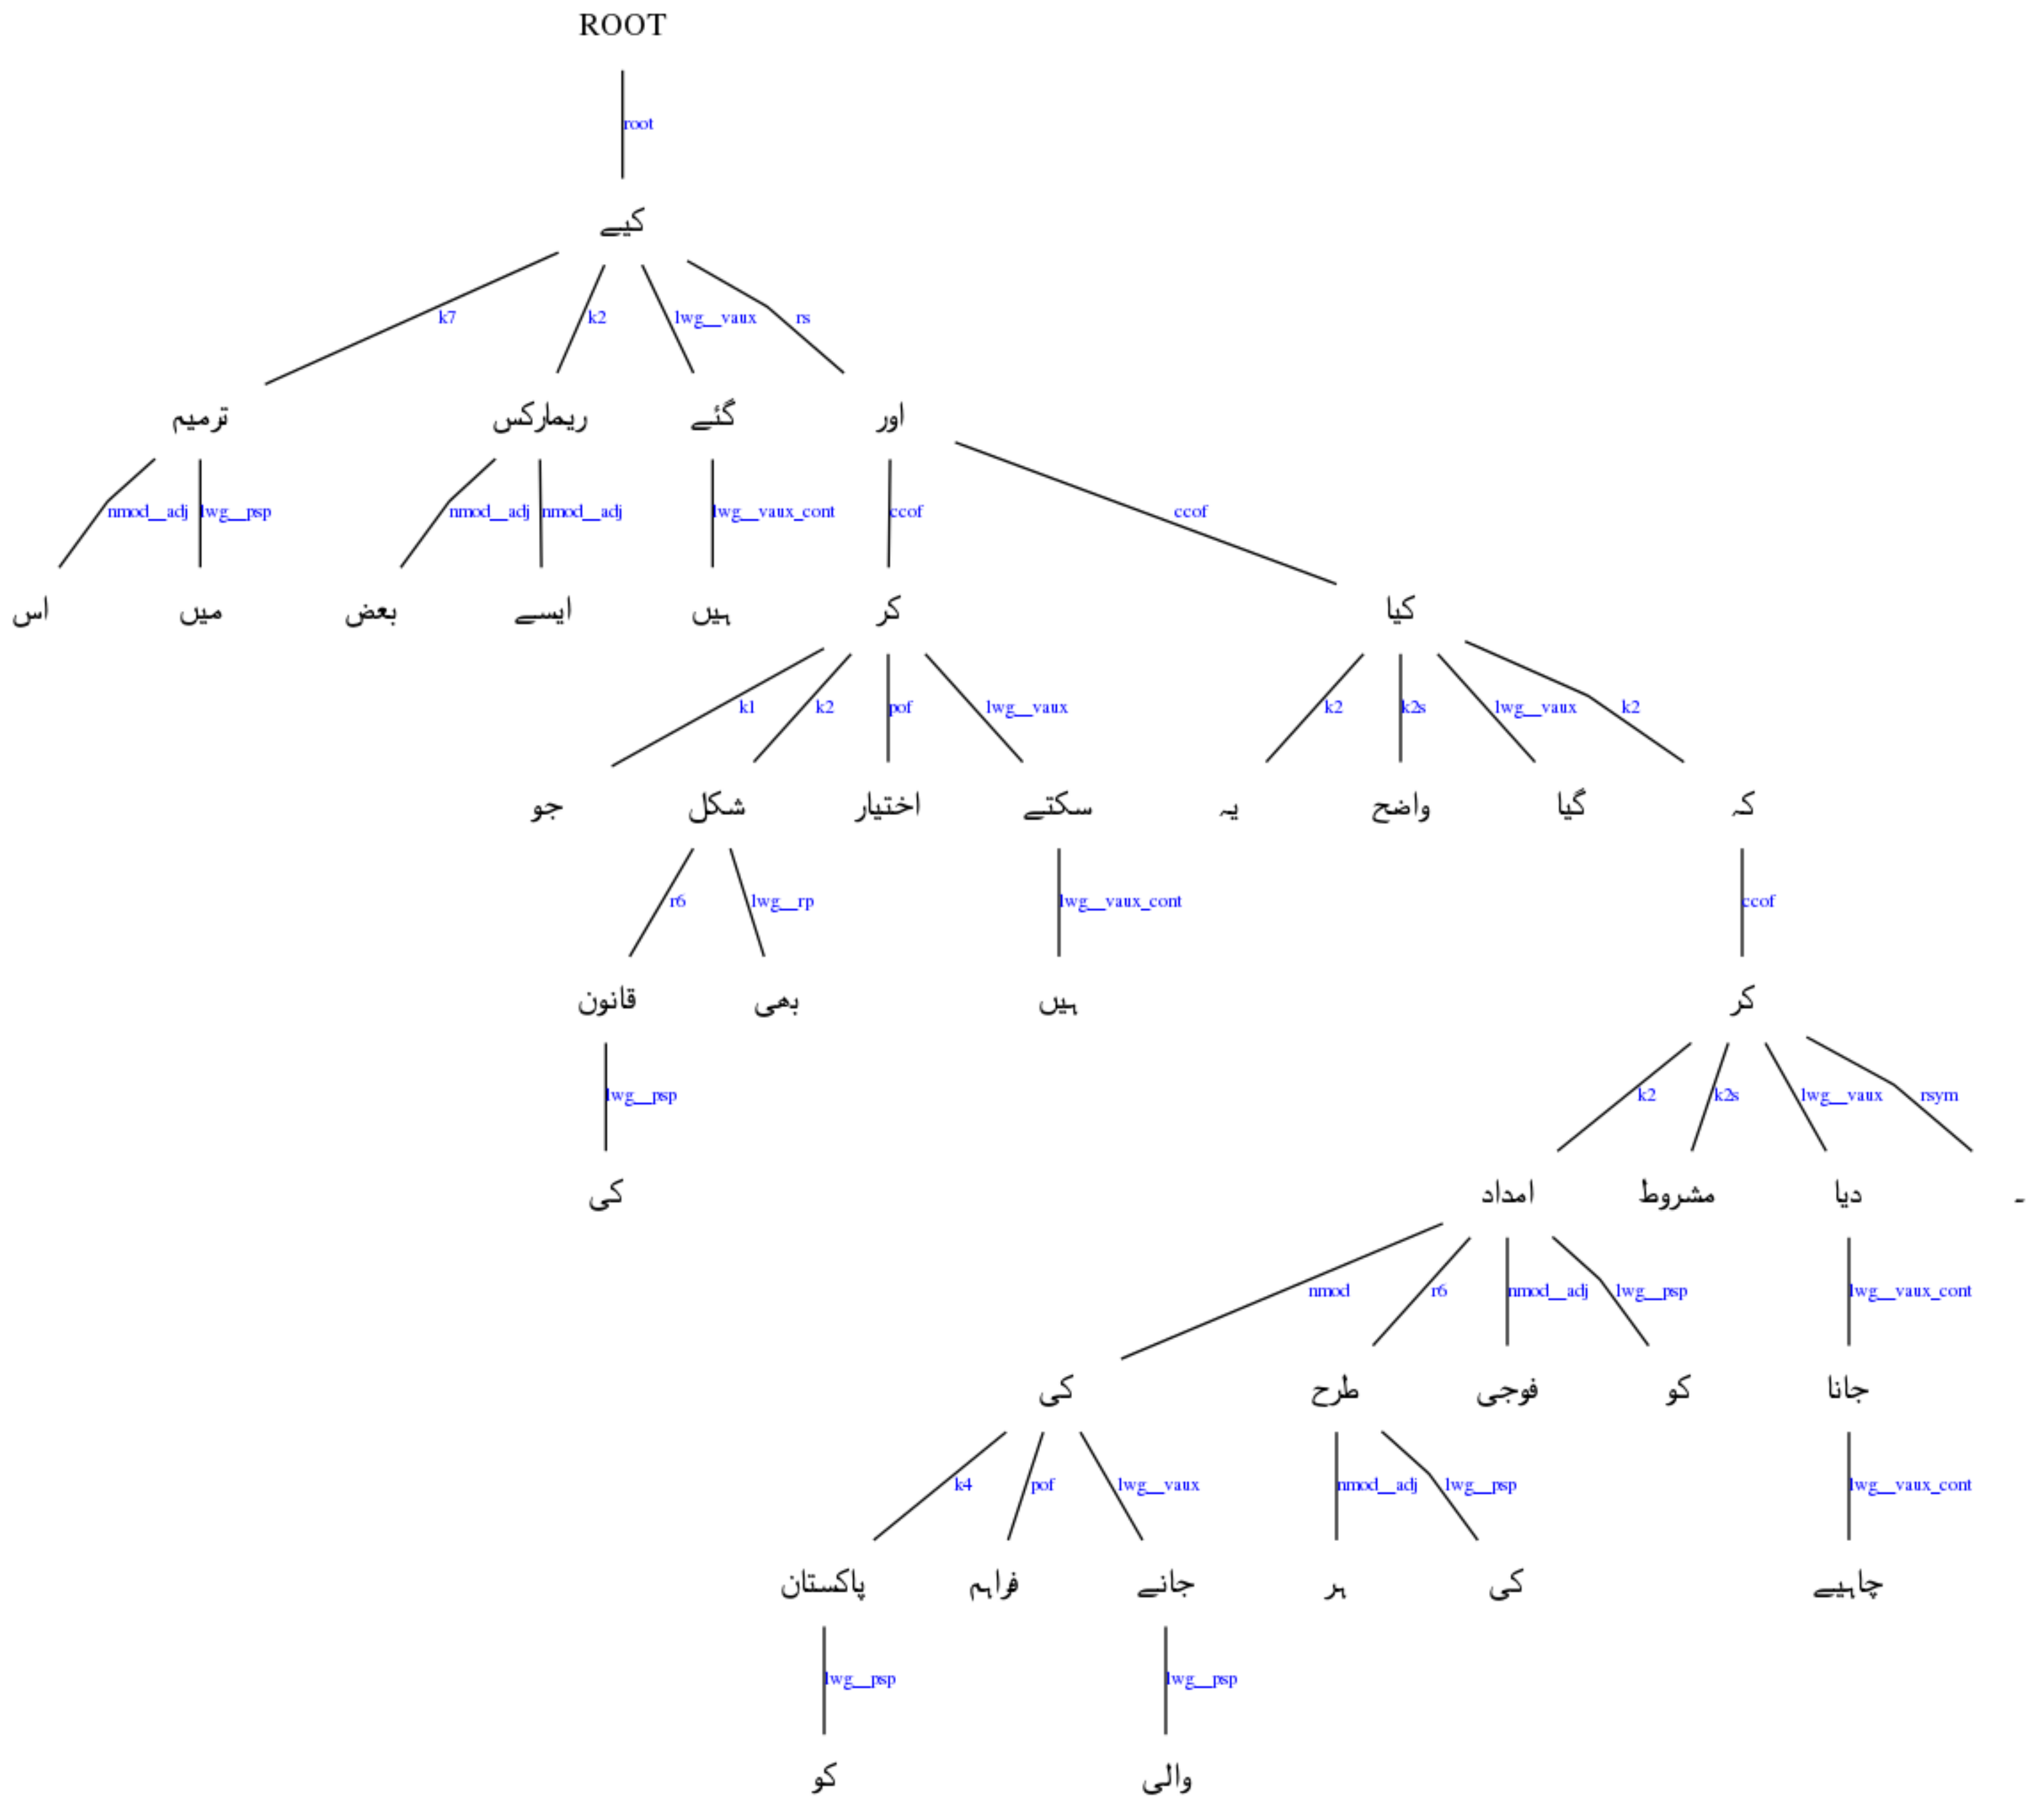 ROOT
root
کیے
k7 k2 lwg__vaux rs
ترمیم ریمارکس گئے اور
nmod__adj lwg__psp nmod__adj nmod__adj lwg__vaux_cont ccof ccof
اس میں بعض ایسے ہیں کر کیا
k1 k2 pof lwg__vaux k2 k2s lwg__vaux k2
جو شکل اختیار سکتے یہ واضح گیا کہ
r6 lwg__rp lwg__vaux_cont ccof
قانون بھی ہیں کر
lwg__psp k2 k2s lwg__vaux rsym
کی امداد مشروط دیا ۔
nmod r6 nmod__adj lwg__psp lwg__vaux_cont
کی طرح فوجی کو جانا
k4 pof lwg__vaux nmod__adj lwg__psp lwg__vaux_cont
پاکستان فراہم جانے ہر کی چاہیے
lwg__psp lwg__psp
کو والی